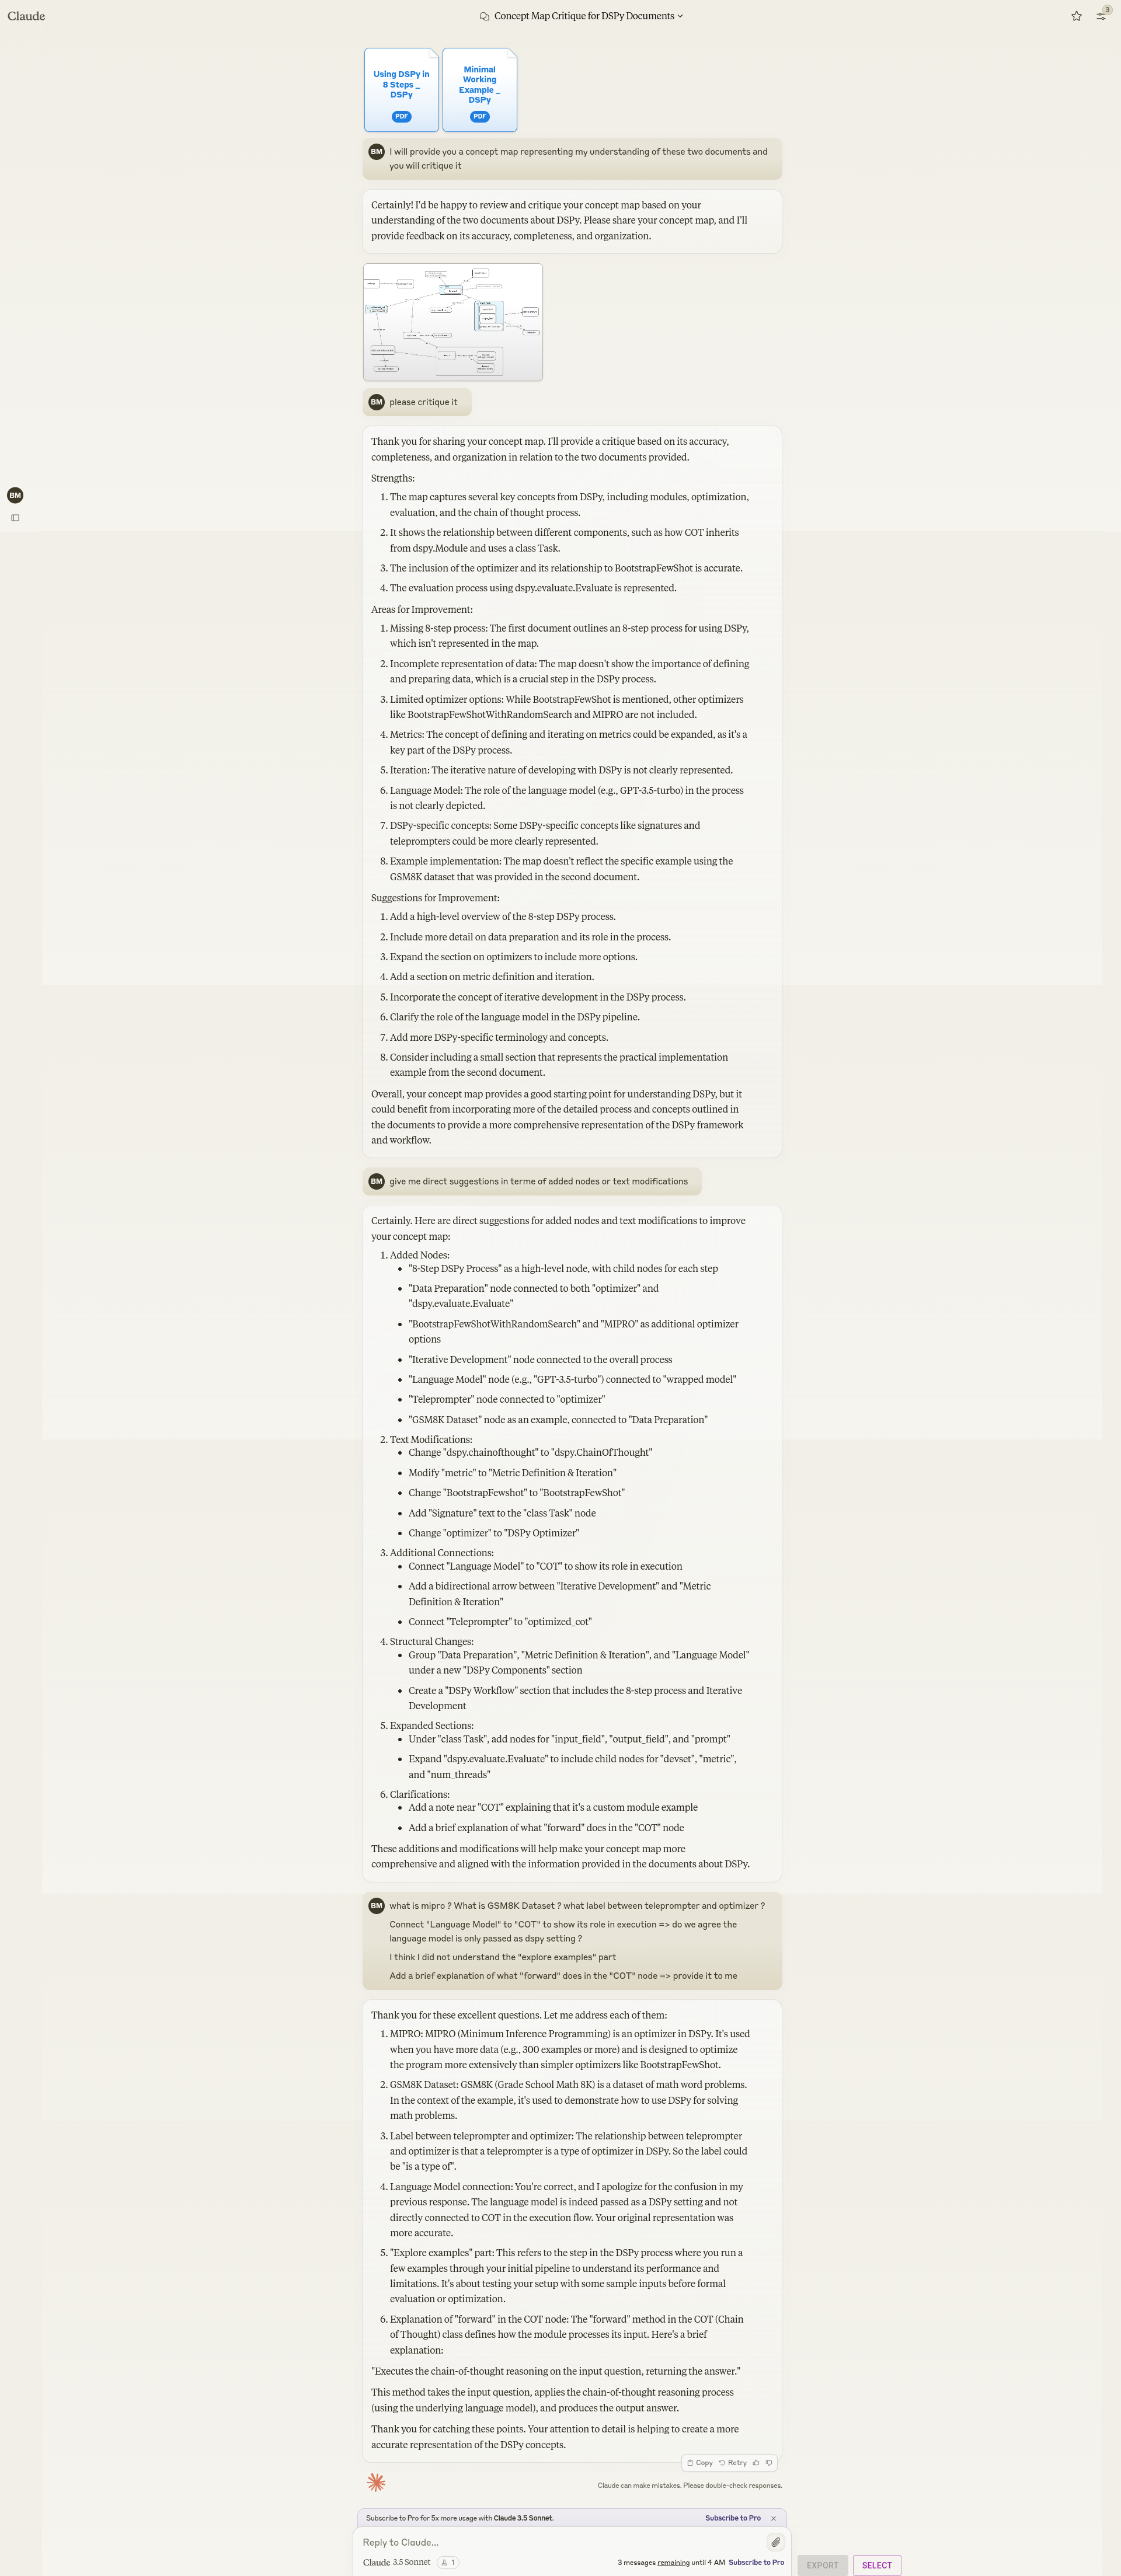 Claude
Concept Map Critique for DSPy Documents
3
Using DSPy in
8 Steps _
DSPy
PDF
Minimal
Working
Example _
DSPy
PDF
BM
I will provide you a concept map representing my understanding of these two documents and
you will critique it
Certainly! I'd be happy to review and critique your concept map based on your
understanding of the two documents about DSPy. Please share your concept map, and I'll
provide feedback on its accuracy, completeness, and organization.
BM
please critique it
Thank you for sharing your concept map. I'll provide a critique based on its accuracy,
completeness, and organization in relation to the two documents provided.
Strengths:
1. The map captures several key concepts from DSPy, including modules, optimization,
evaluation, and the chain of thought process.
2. It shows the relationship between different components, such as how COT inherits
from dspy.Module and uses a class Task.
3. The inclusion of the optimizer and its relationship to BootstrapFewShot is accurate.
4. The evaluation process using dspy.evaluate.Evaluate is represented.
Areas for Improvement:
1. Missing 8-step process: The first document outlines an 8-step process for using DSPy,
which isn't represented in the map.
2. Incomplete representation of data: The map doesn't show the importance of defining
and preparing data, which is a crucial step in the DSPy process.
3. Limited optimizer options: While BootstrapFewShot is mentioned, other optimizers
like BootstrapFewShotWithRandomSearch and MIPRO are not included.
4. Metrics: The concept of defining and iterating on metrics could be expanded, as it's a
key part of the DSPy process.
5. Iteration: The iterative nature of developing with DSPy is not clearly represented.
6. Language Model: The role of the language model (e.g., GPT-3.5-turbo) in the process
is not clearly depicted.
7. DSPy-specific concepts: Some DSPy-specific concepts like signatures and
teleprompters could be more clearly represented.
8. Example implementation: The map doesn't reflect the specific example using the
GSM8K dataset that was provided in the second document.
Suggestions for Improvement:
1. Add a high-level overview of the 8-step DSPy process.
2. Include more detail on data preparation and its role in the process.
3. Expand the section on optimizers to include more options.
4. Add a section on metric definition and iteration.
5. Incorporate the concept of iterative development in the DSPy process.
6. Clarify the role of the language model in the DSPy pipeline.
7. Add more DSPy-specific terminology and concepts.
8. Consider including a small section that represents the practical implementation
example from the second document.
Overall, your concept map provides a good starting point for understanding DSPy, but it
could benefit from incorporating more of the detailed process and concepts outlined in
the documents to provide a more comprehensive representation of the DSPy framework
and workflow.
BM
BM
give me direct suggestions in terme of added nodes or text modifications
Certainly. Here are direct suggestions for added nodes and text modifications to improve
your concept map:
1. Added Nodes:
• "8-Step DSPy Process" as a high-level node, with child nodes for each step
• "Data Preparation" node connected to both "optimizer" and
"dspy.evaluate.Evaluate"
• "BootstrapFewShotWithRandomSearch" and "MIPRO" as additional optimizer
options
• "Iterative Development" node connected to the overall process
• "Language Model" node (e.g., "GPT-3.5-turbo") connected to "wrapped model"
• "Teleprompter" node connected to "optimizer"
• "GSM8K Dataset" node as an example, connected to "Data Preparation"
2. Text Modifications:
• Change "dspy.chainofthought" to "dspy.ChainOfThought"
• Modify "metric" to "Metric Definition & Iteration"
• Change "BootstrapFewshot" to "BootstrapFewShot"
• Add "Signature" text to the "class Task" node
• Change "optimizer" to "DSPy Optimizer"
3. Additional Connections:
• Connect "Language Model" to "COT" to show its role in execution
• Add a bidirectional arrow between "Iterative Development" and "Metric
Definition & Iteration"
• Connect "Teleprompter" to "optimized_cot"
4. Structural Changes:
• Group "Data Preparation", "Metric Definition & Iteration", and "Language Model"
under a new "DSPy Components" section
• Create a "DSPy Workflow" section that includes the 8-step process and Iterative
Development
5. Expanded Sections:
• Under "class Task", add nodes for "input_field", "output_field", and "prompt"
• Expand "dspy.evaluate.Evaluate" to include child nodes for "devset", "metric",
and "num_threads"
6. Clarifications:
• Add a note near "COT" explaining that it's a custom module example
• Add a brief explanation of what "forward" does in the "COT" node
These additions and modifications will help make your concept map more
comprehensive and aligned with the information provided in the documents about DSPy.
BM
what is mipro ? What is GSM8K Dataset ? what label between teleprompter and optimizer ?
Connect "Language Model" to "COT" to show its role in execution => do we agree the
language model is only passed as dspy setting ?
I think I did not understand the "explore examples" part
Add a brief explanation of what "forward" does in the "COT" node => provide it to me
Thank you for these excellent questions. Let me address each of them:
1. MIPRO: MIPRO (Minimum Inference Programming) is an optimizer in DSPy. It's used
when you have more data (e.g., 300 examples or more) and is designed to optimize
the program more extensively than simpler optimizers like BootstrapFewShot.
2. GSM8K Dataset: GSM8K (Grade School Math 8K) is a dataset of math word problems.
In the context of the example, it's used to demonstrate how to use DSPy for solving
math problems.
3. Label between teleprompter and optimizer: The relationship between teleprompter
and optimizer is that a teleprompter is a type of optimizer in DSPy. So the label could
be "is a type of".
4. Language Model connection: You're correct, and I apologize for the confusion in my
previous response. The language model is indeed passed as a DSPy setting and not
directly connected to COT in the execution flow. Your original representation was
more accurate.
5. "Explore examples" part: This refers to the step in the DSPy process where you run a
few examples through your initial pipeline to understand its performance and
limitations. It's about testing your setup with some sample inputs before formal
evaluation or optimization.
6. Explanation of "forward" in the COT node: The "forward" method in the COT (Chain
of Thought) class defines how the module processes its input. Here's a brief
explanation:
"Executes the chain-of-thought reasoning on the input question, returning the answer."
This method takes the input question, applies the chain-of-thought reasoning process
(using the underlying language model), and produces the output answer.
Thank you for catching these points. Your attention to detail is helping to create a more
accurate representation of the DSPy concepts.
Copy
Retry
Claude can make mistakes. Please double-check responses.
Subscribe to Pro for 5x more usage with Claude 3.5 Sonnet.
Subscribe to Pro
Reply to Claude...
Claude 3.5 Sonnet
1
3 messages remaining until 4 AM
Subscribe to Pro
EXPORT
SELECT